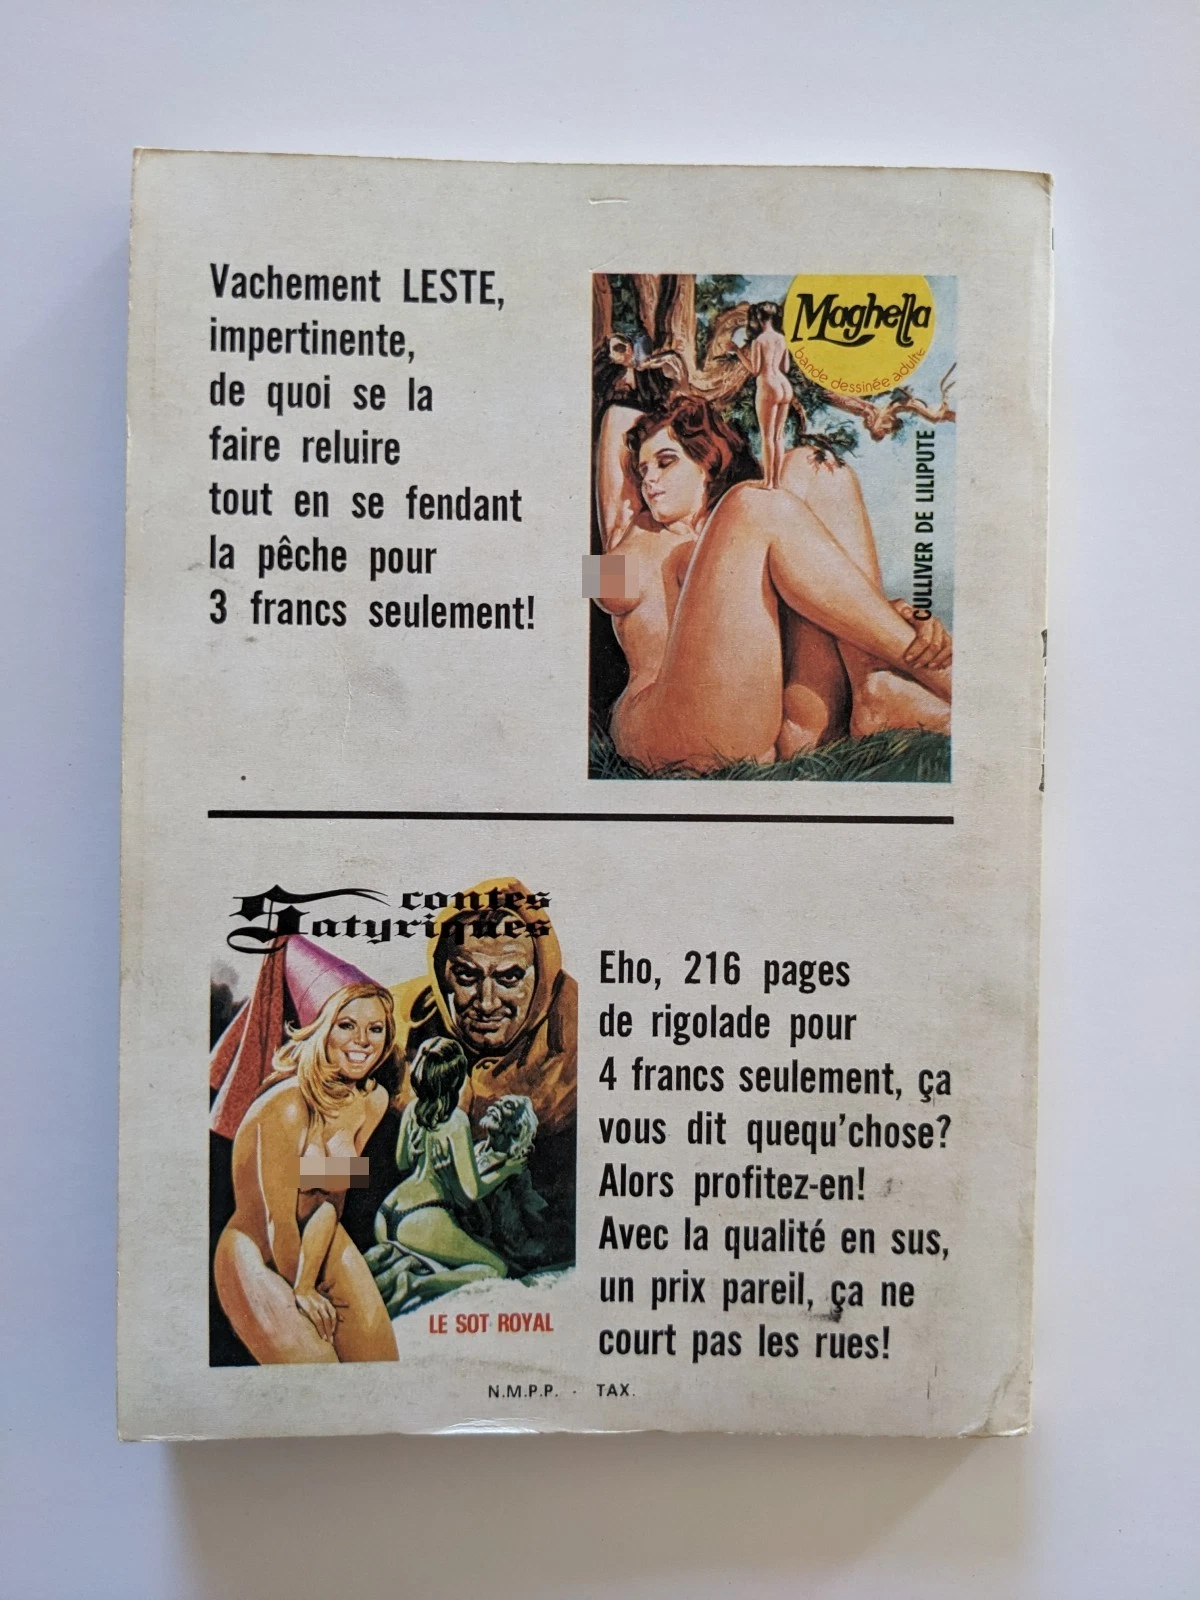 Vachement LESTE,
impertinente,
de quoi se la
faire reluire
tout en se fendant
la pêche pour
3 francs seulement!
Maghella
bande dessinée adulte
CULLIVER DE LILIPUTE
contes
Satyriques
LE SOT ROYAL
Eho, 216 pages
de rigolade pour
4 francs seulement, ça
vous dit quequ'chose?
Alors profitez-en!
Avec la qualité en sus,
un prix pareil, ça ne
court pas les rues!
N.M.P.P. - TAX.